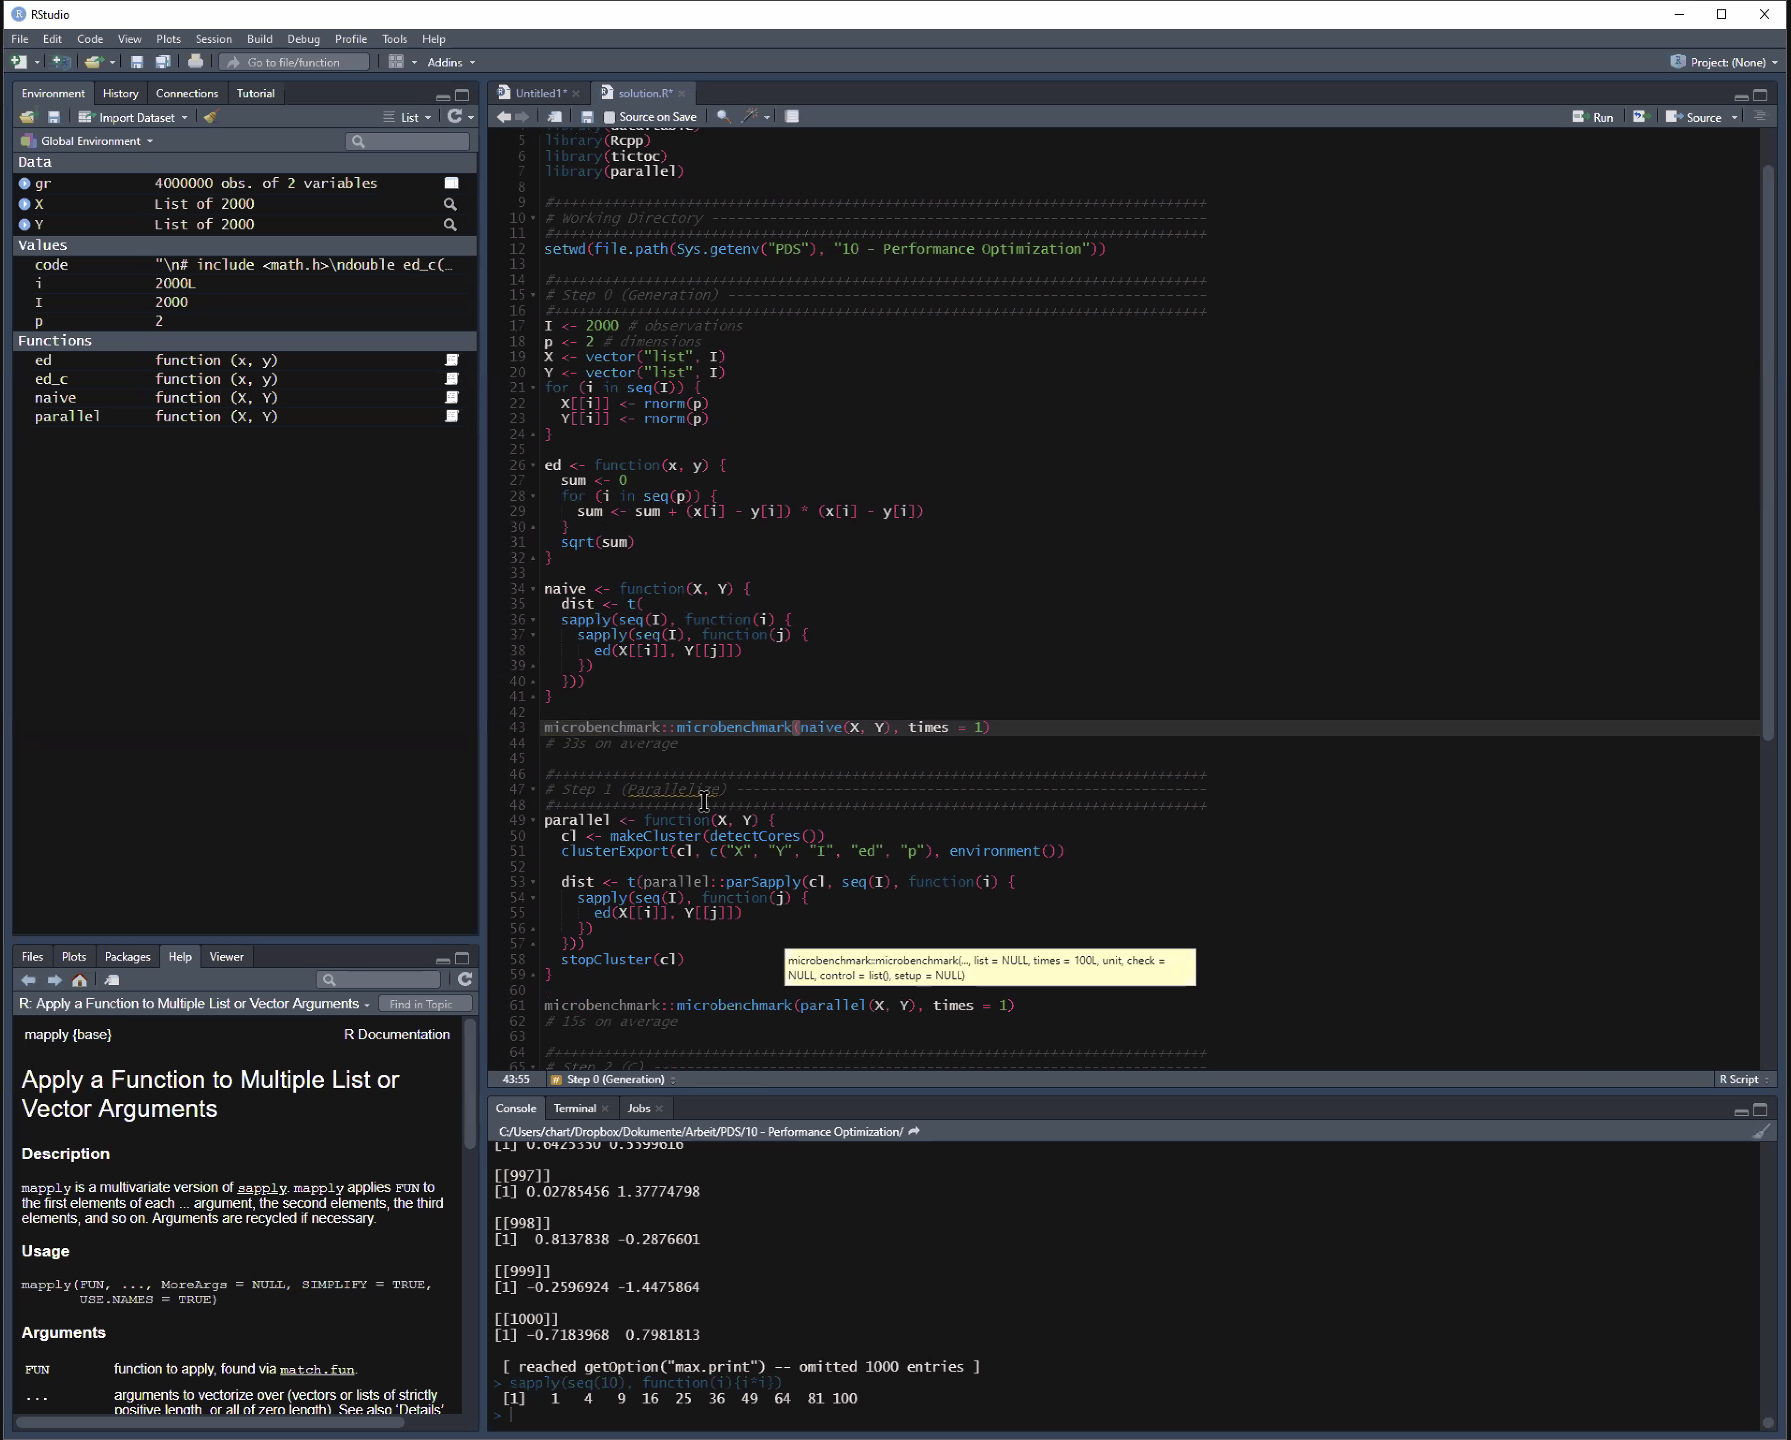 RStudio
File Edit Code View Plots Session Build Debug Profile Tools Help
Go to file/function
Addins
Project: (None)
Environment History Connections Tutorial
Import Dataset
List
Global Environment
Data
gr 4000000 obs. of 2 variables
X List of 2000
Y List of 2000
Values
code "\n# include <math.h>\ndouble ed_c(…
i 2000L
I 2000
p 2
Functions
ed function (x, y)
ed_c function (x, y)
naive function (X, Y)
parallel function (X, Y)
Files Plots Packages Help Viewer
R: Apply a Function to Multiple List or Vector Arguments
Find in Topic
mapply {base} R Documentation
Apply a Function to Multiple List or
Vector Arguments
Description
mapply is a multivariate version of sapply. mapply applies FUN to
the first elements of each ... argument, the second elements, the third
elements, and so on. Arguments are recycled if necessary.
Usage
mapply(FUN, ..., MoreArgs = NULL, SIMPLIFY = TRUE,
USE.NAMES = TRUE)
Arguments
FUN function to apply, found via match.fun.
... arguments to vectorize over (vectors or lists of strictly
positive length, or all of zero length). See also 'Details'
Untitled1* solution.R*
Source on Save
Run
Source
5 library(Rcpp)
6 library(tictoc)
7 library(parallel)
8
9 #++++++++++++++++++++++++++++++++++++++++++++++++++++++++++++++++++++++++++++++
10 # Working Directory ------------------------------------------------------------
11 #++++++++++++++++++++++++++++++++++++++++++++++++++++++++++++++++++++++++++++++
12 setwd(file.path(Sys.getenv("PDS"), "10 - Performance Optimization"))
13
14 #++++++++++++++++++++++++++++++++++++++++++++++++++++++++++++++++++++++++++++++
15 # Step 0 (Generation) ----------------------------------------------------------
16 #++++++++++++++++++++++++++++++++++++++++++++++++++++++++++++++++++++++++++++++
17 I <- 2000 # observations
18 p <- 2 # dimensions
19 X <- vector("list", I)
20 Y <- vector("list", I)
21 for (i in seq(I)) {
22 X[[i]] <- rnorm(p)
23 Y[[i]] <- rnorm(p)
24 }
25
26 ed <- function(x, y) {
27 sum <- 0
28 for (i in seq(p)) {
29 sum <- sum + (x[i] - y[i]) * (x[i] - y[i])
30 }
31 sqrt(sum)
32 }
33
34 naive <- function(X, Y) {
35 dist <- t(
36 sapply(seq(I), function(i) {
37 sapply(seq(I), function(j) {
38 ed(X[[i]], Y[[j]])
39 })
40 }))
41 }
42
43 microbenchmark::microbenchmark(naive(X, Y), times = 1)
44 # 33s on average
45
46 #++++++++++++++++++++++++++++++++++++++++++++++++++++++++++++++++++++++++++++++
47 # Step 1 (Parallelize) ---------------------------------------------------------
48 #++++++++++++++++++++++++++++++++++++++++++++++++++++++++++++++++++++++++++++++
49 parallel <- function(X, Y) {
50 cl <- makeCluster(detectCores())
51 clusterExport(cl, c("X", "Y", "I", "ed", "p"), environment())
52
53 dist <- t(parallel::parSapply(cl, seq(I), function(i) {
54 sapply(seq(I), function(j) {
55 ed(X[[i]], Y[[j]])
56 })
57 }))
58 stopCluster(cl)
59 }
microbenchmark::microbenchmark(..., list = NULL, times = 100L, unit, check =
NULL, control = list(), setup = NULL)
60
61 microbenchmark::microbenchmark(parallel(X, Y), times = 1)
62 # 15s on average
63
64 #++++++++++++++++++++++++++++++++++++++++++++++++++++++++++++++++++++++++++++++
65 # Step 2 (C)
43:55 Step 0 (Generation) R Script
Console Terminal Jobs
C:/Users/chart/Dropbox/Dokumente/Arbeit/PDS/10 - Performance Optimization/
[1] 0.6425350 0.5599616
[[997]]
[1] 0.02785456 1.37774798
[[998]]
[1] 0.8137838 -0.2876601
[[999]]
[1] -0.2596924 -1.4475864
[[1000]]
[1] -0.7183968 0.7981813
[ reached getOption("max.print") -- omitted 1000 entries ]
> sapply(seq(10), function(i){i*i})
[1] 1 4 9 16 25 36 49 64 81 100
>